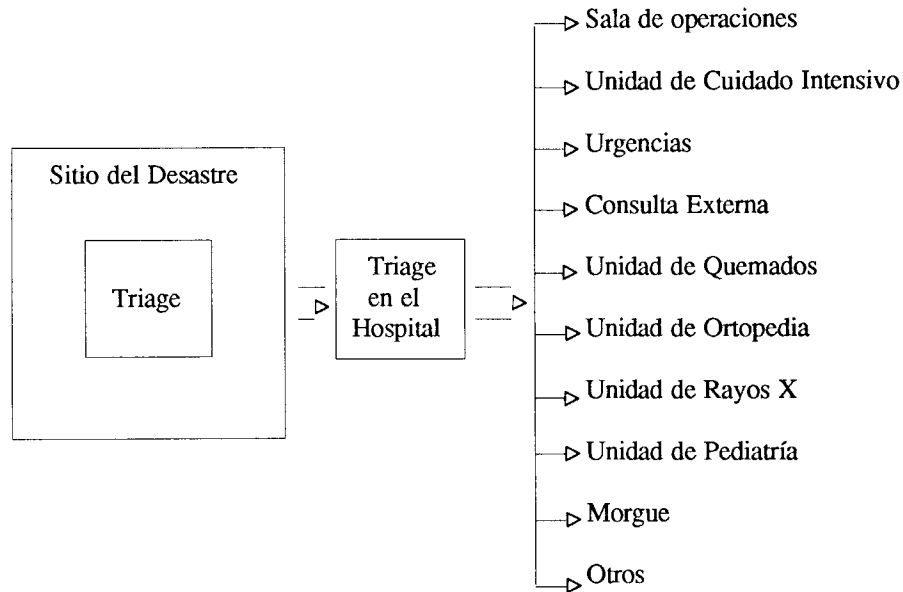 Sitio del Desastre
Triage
Triage
en el
Hospital
Sala de operaciones
Unidad de Cuidado Intensivo
Urgencias
Consulta Externa
Unidad de Quemados
Unidad de Ortopedia
Unidad de Rayos X
Unidad de Pediatría
Morgue
Otros